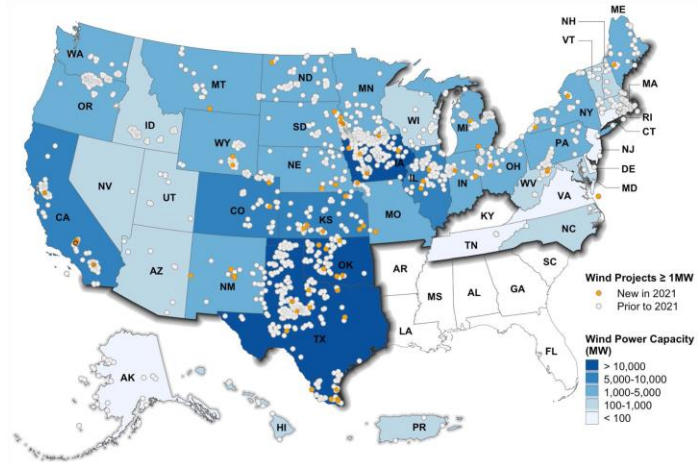 ME
NH
VT
WA
MT
ND
MN
MA
OR
ID
SD
WI
MI
NY
RI
CT
WY
NJ
NE
IA
PA
NV
UT
IL
IN
OH
DE
MD
CA
CO
WV
VA
KS
MO
KY
NC
AZ
NM
OK
TN
AR
SC
MS
AL
GA
TX
LA
FL
AK
HI
PR
Wind Projects ≥ 1MW
New in 2021
Prior to 2021
Wind Power Capacity
(MW)
> 10,000
5,000-10,000
1,000-5,000
100-1,000
< 100